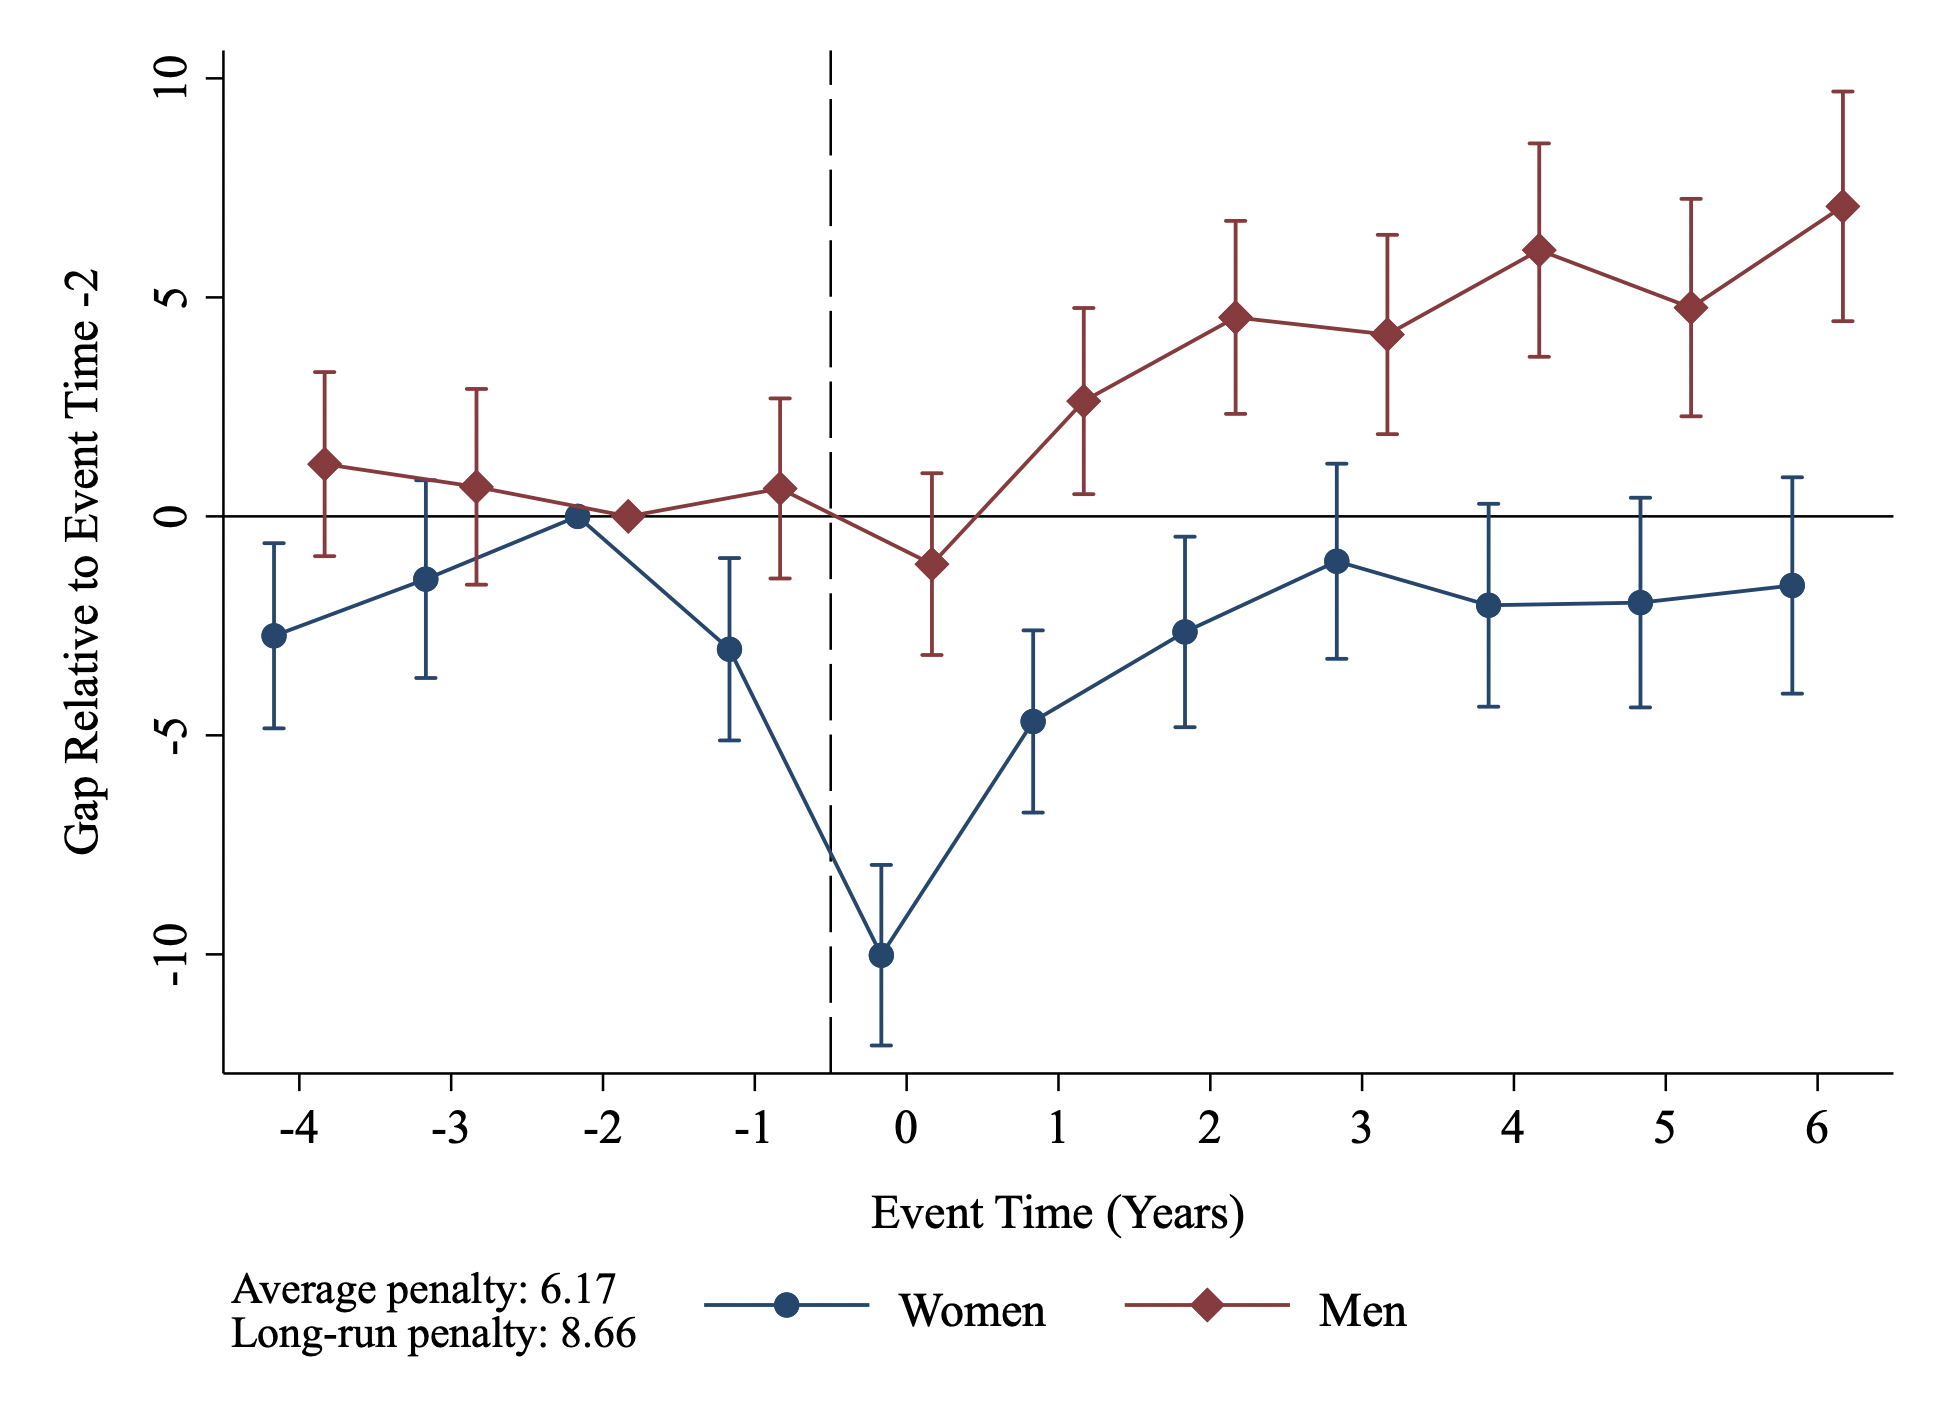 10
5
0
-5
-10
Gap Relative to Event Time -2
-4 -3 -2 -1 0 1 2 3 4 5 6
Event Time (Years)
Average penalty: 6.17
Long-run penalty: 8.66
Women
Men